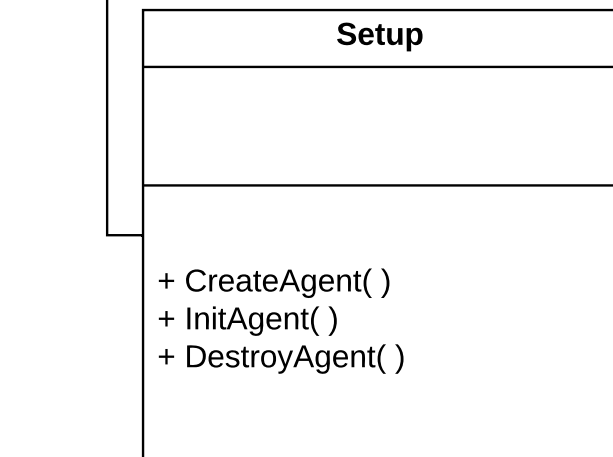 Setup
+ CreateAgent( )
+ InitAgent( )
+ DestroyAgent( )